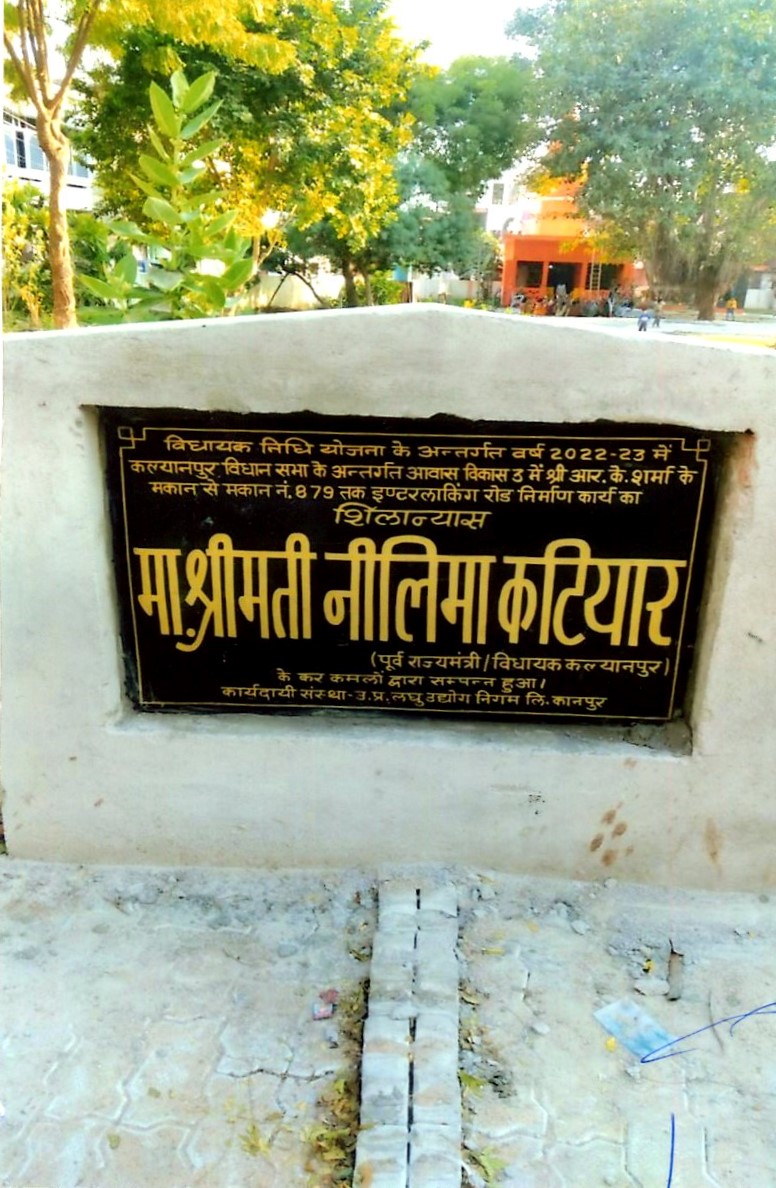 विधायक निधि योजना के अन्तर्गत वर्ष 2022-23 में
कल्यानपुर विधान सभा के अन्तर्गत आवास विकास 3 में श्री आर. के. शर्मा के
मकान से मकान नं. 879 तक इण्टरलाकिंग रोड निर्माण कार्य का
शिलान्यास
मा. श्रीमती नीलिमा कटियार
(पूर्व राज्यमंत्री/विधायक कल्यानपुर)
के कर कमलों द्वारा सम्पन्न हुआ।
कार्यदायी संस्था-उ.प्र. लघु उद्योग निगम लि. कानपुर